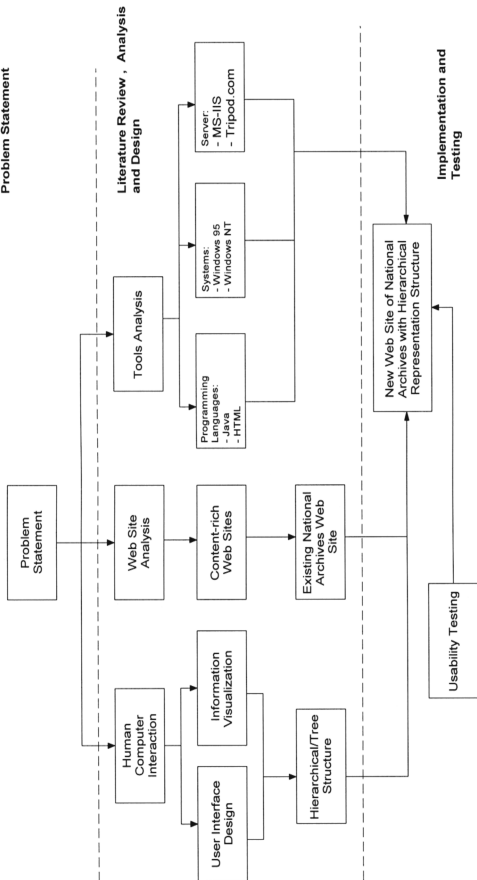 Problem Statement
Problem
Statement
Literature Review , Analysis
and Design
Human
Computer
Interaction
Web Site
Analysis
Tools Analysis
User Interface
Design
Information
Visualization
Content-rich
Web Sites
Programming
Languages:
- Java
- HTML
Systems:
- Windows 95
- Windows NT
Server:
- MS-IIS
- Tripod.com
Hierarchical/Tree
Structure
Existing National
Archives Web
Site
Implementation and
Testing
New Web Site of National
Archives with Hierarchical
Representation Structure
Usability Testing